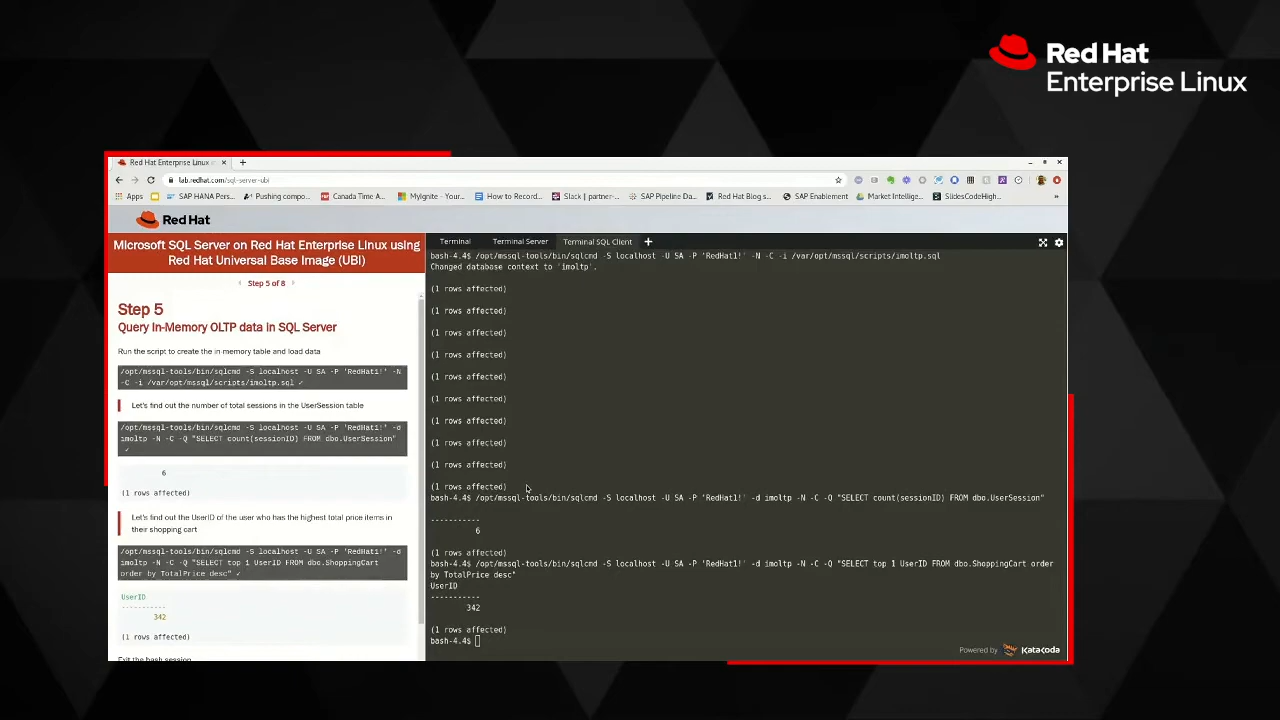 Red Hat
Enterprise Linux
Red Hat Enterprise Linux
lab.redhat.com/sql-server-ubi
Apps
SAP HANA Pers...
Pushing compo...
Canada Time A...
MyIgnite - Your...
How to Record...
Slack | partner-...
SAP Pipeline Da...
Red Hat Blog s...
SAP Enablement
Market Intellige...
SlidesCodeHigh...
»
Red Hat
Microsoft SQL Server on Red Hat Enterprise Linux using
Red Hat Universal Base Image (UBI)
Step 5 of 8
Step 5
Query In-Memory OLTP data in SQL Server
Run the script to create the in memory table and load data
/opt/mssql-tools/bin/sqlcmd -S localhost -U SA -P 'RedHat1!' -N
-C -i /var/opt/mssql/scripts/imoltp.sql ✓
Let's find out the number of total sessions in the UserSession table
/opt/mssql-tools/bin/sqlcmd -S localhost -U SA -P 'RedHat1!' -d
imoltp -N -C -Q "SELECT count(sessionID) FROM dbo.UserSession"
✓
6
(1 rows affected)
Let's find out the UserID of the user who has the highest total price items in
their shopping cart
/opt/mssql-tools/bin/sqlcmd -S localhost -U SA -P 'RedHat1!' -d
imoltp -N -C -Q "SELECT top 1 UserID FROM dbo.ShoppingCart
order by TotalPrice desc" ✓
UserID
-----------
342
(1 rows affected)
Exit the bash session
Terminal
Terminal Server
Terminal SQL Client
bash-4.4$ /opt/mssql-tools/bin/sqlcmd -S localhost -U SA -P 'RedHat1!' -N -C -i /var/opt/mssql/scripts/imoltp.sql
Changed database context to 'imoltp'.
(1 rows affected)
(1 rows affected)
(1 rows affected)
(1 rows affected)
(1 rows affected)
(1 rows affected)
(1 rows affected)
(1 rows affected)
(1 rows affected)
(1 rows affected)
bash-4.4$ /opt/mssql-tools/bin/sqlcmd -S localhost -U SA -P 'RedHat1!' -d imoltp -N -C -Q "SELECT count(sessionID) FROM dbo.UserSession"
-----------
6
(1 rows affected)
bash-4.4$ /opt/mssql-tools/bin/sqlcmd -S localhost -U SA -P 'RedHat1!' -d imoltp -N -C -Q "SELECT top 1 UserID FROM dbo.ShoppingCart order
by TotalPrice desc"
UserID
-----------
342
(1 rows affected)
bash-4.4$
Powered by
Katacoda